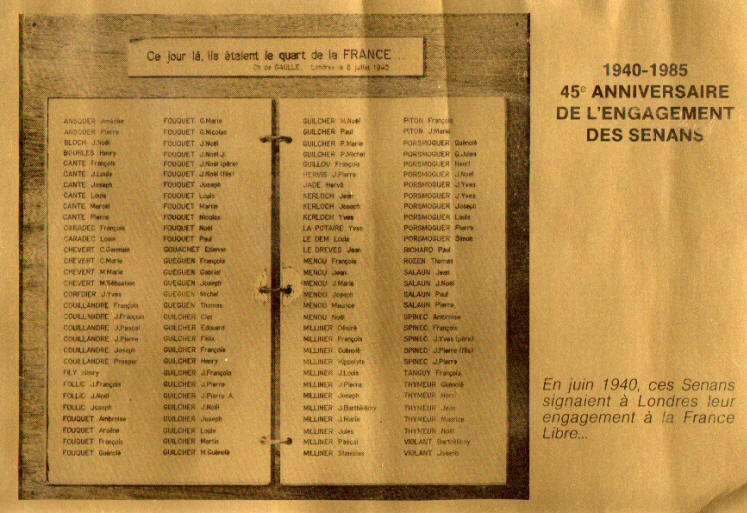 Ce jour là, ils étaient le quart de la FRANCE...
Ch. de GAULLE. Londres le 6 juillet 1940
ANSQUER Amédée
ANSQUER Pierre
BLOCH J.Noël
BOURLES Henry
CANTE François
CANTE J.Louis
CANTE Joseph
CANTE Louis
CANTE Marcel
CANTE Pierre
CARADEC François
CARADEC Louis
CHEVERT C.Germain
CHEVERT C.Marie
CHEVERT M.Marie
CHEVERT M.Sébastien
CORFDIER J.Yves
COUILLANDRE François
COUILLANDRE J.François
COUILLANDRE J.Pascal
COUILLANDRE J.Pierre
COUILLANDRE Joseph
COUILLANDRE Prosper
FILY Henry
FOLLIC J.François
FOLLIC J.Noël
FOLLIC Joseph
FOUQUET Ambroise
FOUQUET Arsène
FOUQUET François
FOUQUET Guénolé
FOUQUET G.Marie
FOUQUET G.Nicolas
FOUQUET J.Noël
FOUQUET J.Noël J.
FOUQUET J.Noël (père)
FOUQUET J.Noël (fils)
FOUQUET Joseph
FOUQUET Louis
FOUQUET Martin
FOUQUET Nicolas
FOUQUET Noël
FOUQUET Paul
GOUACHEF Etienne
GUEGUEN François
GUEGUEN Gabriel
GUEGUEN Joseph
GUEGUEN Michel
GUEGUEN Thomas
GUILCHER Clet
GUILCHER Edouard
GUILCHER Félix
GUILCHER François
GUILCHER Henry
GUILCHER J.François
GUILCHER J.Pierre
GUILCHER J.Pierre A.
GUILCHER J.Noël
GUILCHER Joseph
GUILCHER Louis
GUILCHER Martin
GUILCHER M.Guénolé
GUILCHER M.Noël
GUILCHER Paul
GUILCHER P.Marie
GUILCHER P.Michel
GUILLOU François
HERVIS J.Pierre
JADE Hervé
KERLOCH Jean
KERLOCH Joseph
KERLOCH Yves
LA POTAIRE Yves
LE DEM Louis
LE DREVES Jean
MENOU François
MENOU Jean
MENOU J.Marie
MENOU Joseph
MENOU Maurice
MENOU Noël
MILLINER Désiré
MILLINER François
MILLINER Guénolé
MILLINER Hippolyte
MILLINER J.Louis
MILLINER J.Pierre
MILLINER Joseph
MILLINER J.Barthélémy
MILLINER J.Marie
MILLINER Jules
MILLINER Pascal
MILLINER Stanislas
PITON François
PITON J.Marie
PORSMOGUER Guénolé
PORSMOGUER G.Jules
PORSMOGUER Henri
PORSMOGUER J.Noël
PORSMOGUER J.Yves
PORSMOGUER J.Yves
PORSMOGUER Joseph
PORSMOGUER Louis
PORSMOGUER Pierre
PORSMOGUER Simon
RICHARD Paul
ROZEN Thomas
SALAUN Jean
SALAUN J.Noël
SALAUN Paul
SALAUN Pierre
SPINEC Ambroise
SPINEC François
SPINEC J.Yves (père)
SPINEC J.Pierre (fils)
SPINEC J.Pierre
TANGUY François
THYMEUR Guénolé
THYMEUR Henri
THYMEUR Jean
THYMEUR Maurice
THYMEUR Noël
VIOLANT Barthélémy
VIOLANT Joseph
1940-1985
45e ANNIVERSAIRE
DE L'ENGAGEMENT
DES SENANS
En juin 1940, ces Senans
signaient à Londres leur
engagement à la France
Libre...